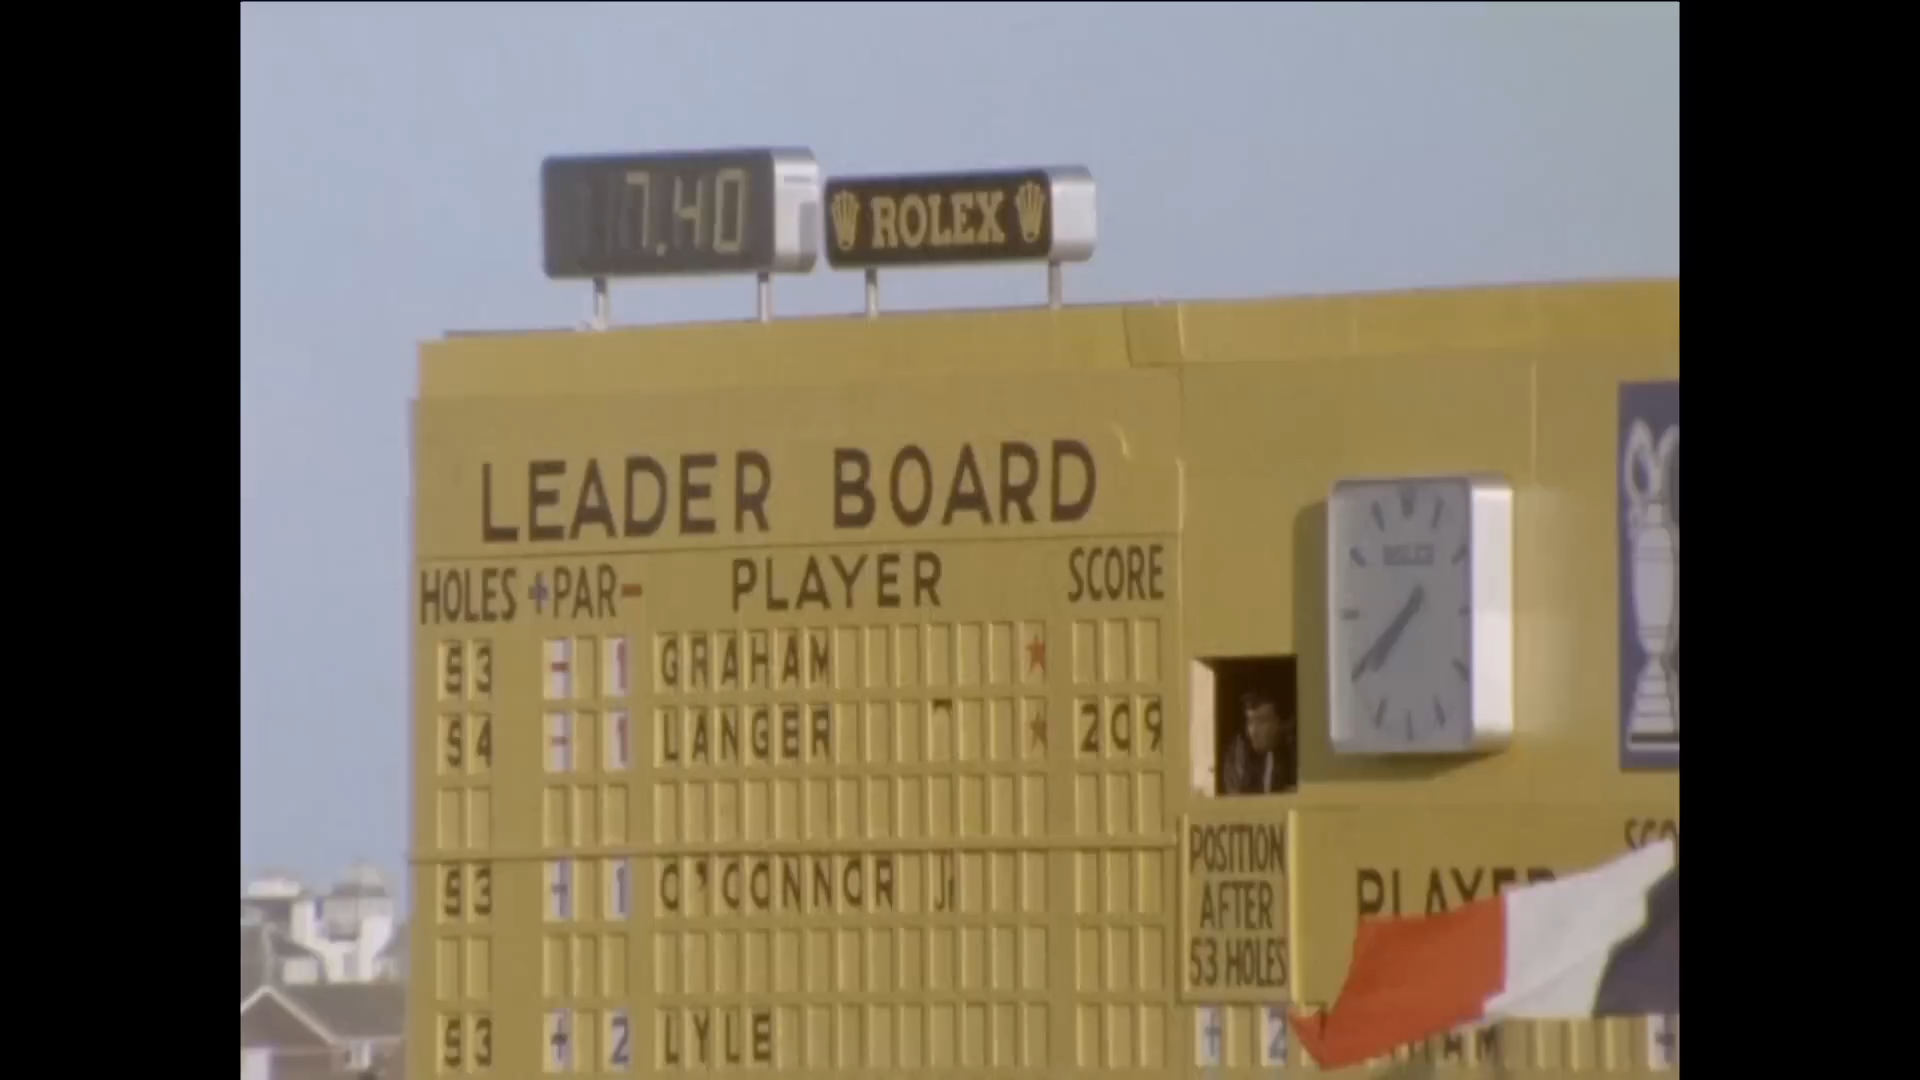 7.40
ROLEX
LEADER BOARD
HOLES +PAR- PLAYER SCORE
53 - 1 GRAHAM ★
54 - 1 LANGER ★ 209
53 + 1 O'CONNOR Jr
53 + 2 LYLE
ROLEX
POSITION
AFTER
53 HOLES
PLAYER
+ 2